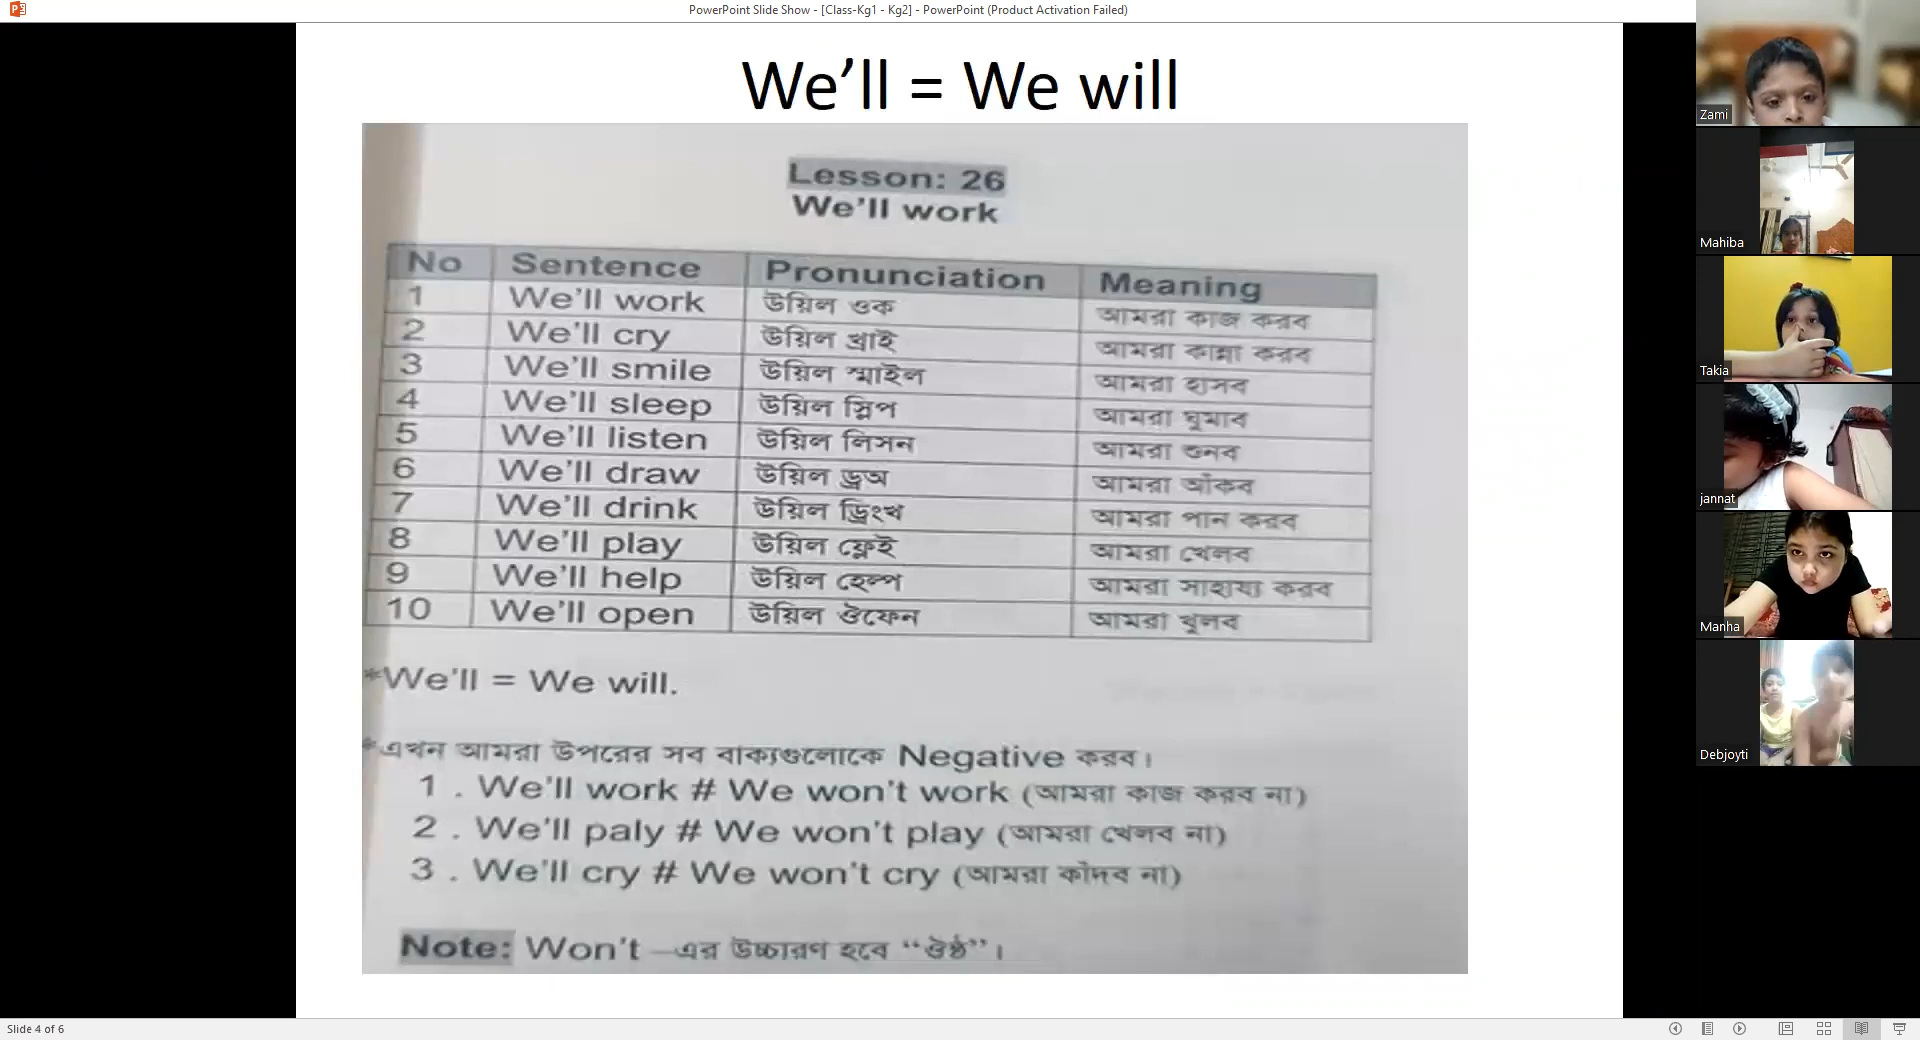 PowerPoint Slide Show - [Class-Kg1 - Kg2] - PowerPoint (Product Activation Failed)
We’ll = We will
Lesson: 26
We'll work
No Sentence Pronunciation Meaning
1 We'll work উয়িল ওক আমরা কাজ করব
2 We'll cry উয়িল খ্রাই আমরা কান্না করব
3 We'll smile উয়িল স্মাইল আমরা হাসব
4 We'll sleep উয়িল স্লিপ আমরা ঘুমাব
5 We'll listen উয়িল লিসন আমরা শুনব
6 We'll draw উয়িল ড্রঅ আমরা আঁকব
7 We'll drink উয়িল ড্রিংখ আমরা পান করব
8 We'll play উয়িল ফ্লেই আমরা খেলব
9 We'll help উয়িল হেল্প আমরা সাহায্য করব
10 We'll open উয়িল ঔফেন আমরা খুলব
*We'll = We will.
*এখন আমরা উপরের সব বাক্যগুলোকে Negative করব।
1 . We'll work # We won't work (আমরা কাজ করব না)
2 . We'll paly # We won't play (আমরা খেলব না)
3 . We'll cry # We won't cry (আমরা কাঁদব না)
Note: Won't –এর উচ্চারণ হবে “ঔন্ঠ”।
Zami
Mahiba
Takia
jannat
Manha
Debjoyti
Slide 4 of 6